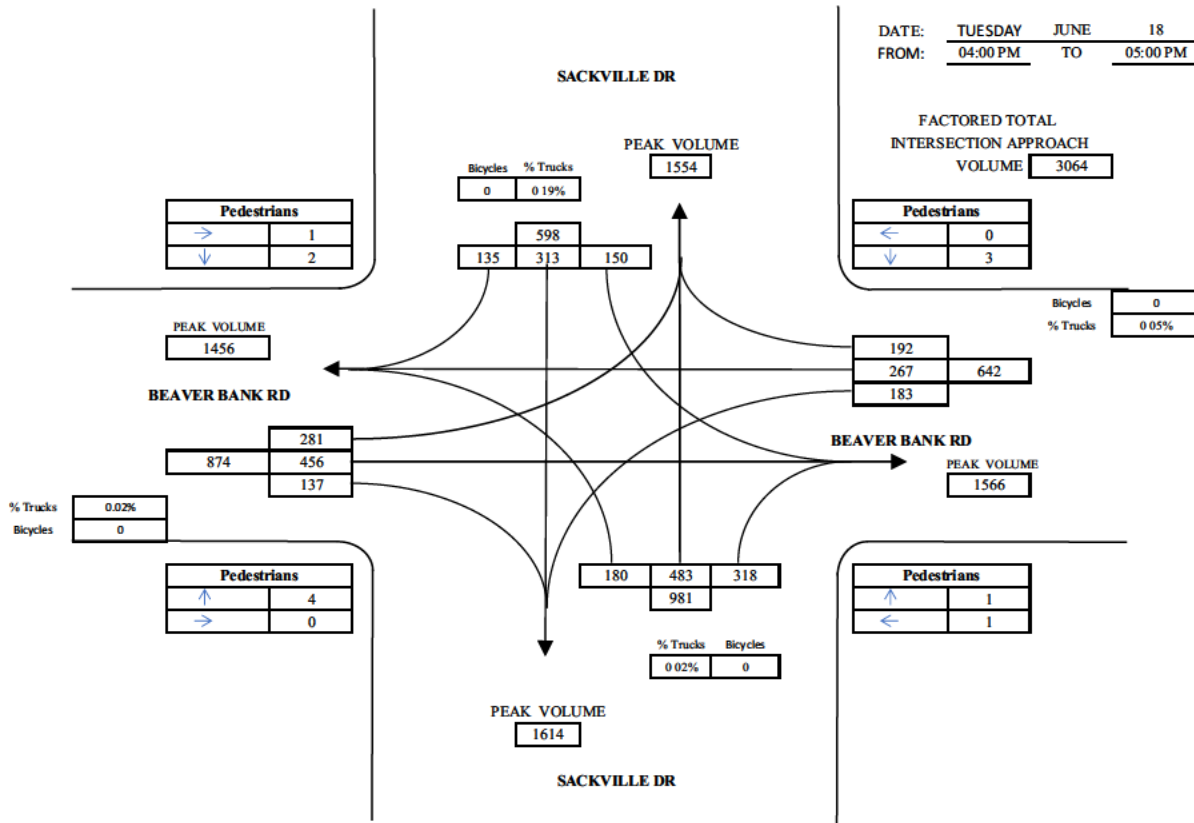 DATE: TUESDAY JUNE 18
FROM: 04:00 PM TO 05:00 PM
SACKVILLE DR
FACTORED TOTAL
INTERSECTION APPROACH
VOLUME 3064
PEAK VOLUME
1554
Bicycles % Trucks
0 0 19%
Pedestrians
→ 1
↓ 2
598
135 313 150
Pedestrians
← 0
↓ 3
Bicycles 0
% Trucks 0 05%
PEAK VOLUME
1456
192
267 642
183
BEAVER BANK RD
281
874 456
137
BEAVER BANK RD
PEAK VOLUME
1566
% Trucks 0.02%
Bicycles 0
Pedestrians
↑ 4
→ 0
180 483 318
981
Pedestrians
↑ 1
← 1
% Trucks Bicycles
0 02% 0
PEAK VOLUME
1614
SACKVILLE DR